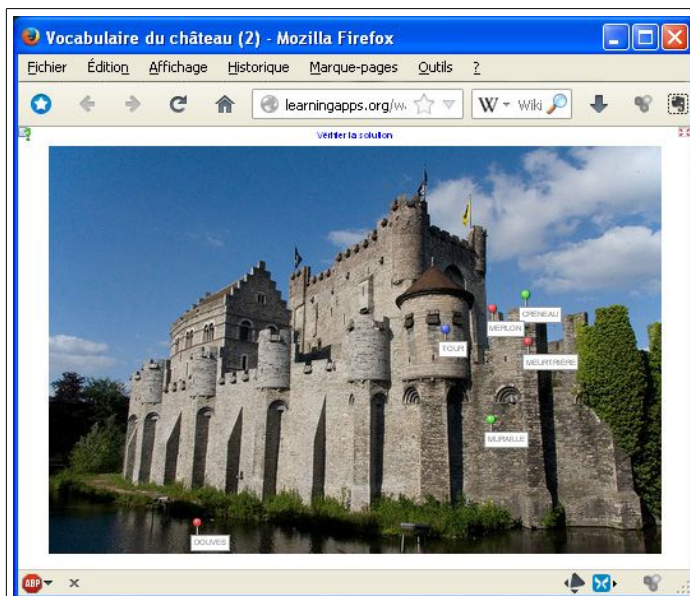 Vocabulaire du château (2) - Mozilla Firefox
Fichier Édition Affichage Historique Marque-pages Outils ?
learningapps.org/w W Wiki
Vérifier la solution
CRÉNEAU
MERLON
TOUR
MEURTRIÈRE
MURAILLE
DOUVES
ABP